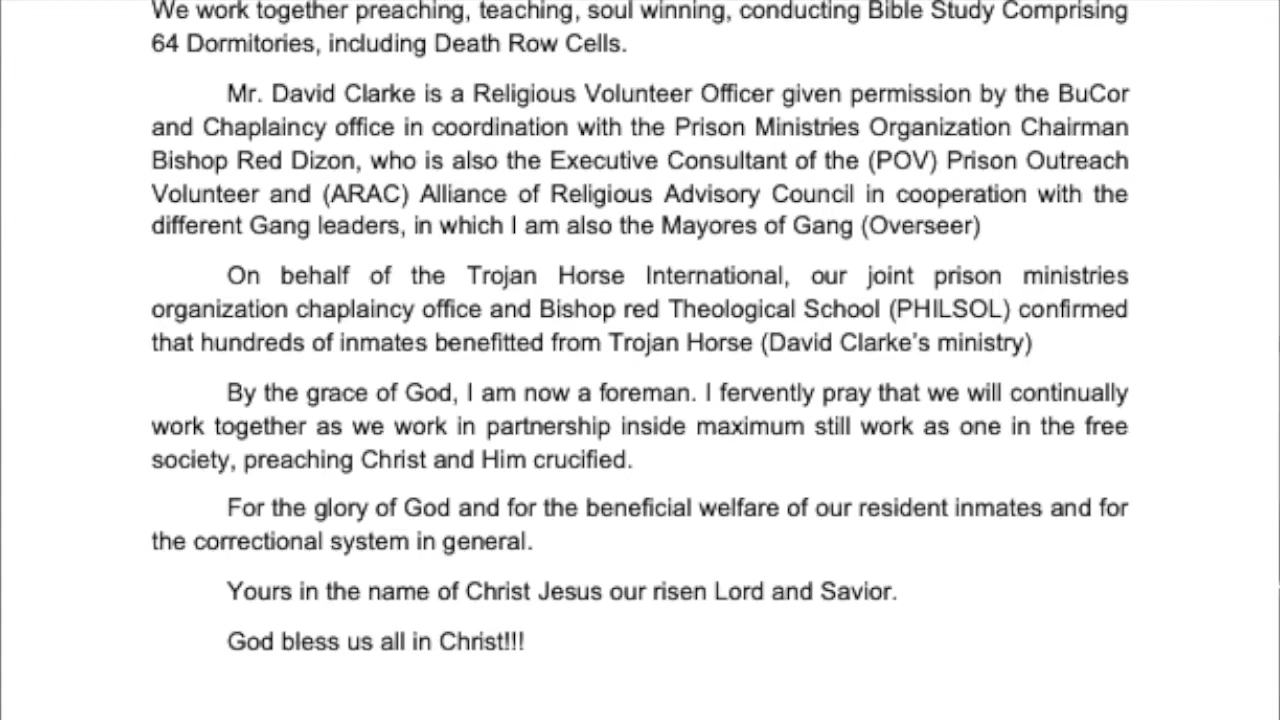 We work together preaching, teaching, soul winning, conducting Bible Study Comprising
64 Dormitories, including Death Row Cells.
Mr. David Clarke is a Religious Volunteer Officer given permission by the BuCor
and Chaplaincy office in coordination with the Prison Ministries Organization Chairman
Bishop Red Dizon, who is also the Executive Consultant of the (POV) Prison Outreach
Volunteer and (ARAC) Alliance of Religious Advisory Council in cooperation with the
different Gang leaders, in which I am also the Mayores of Gang (Overseer)
On behalf of the Trojan Horse International, our joint prison ministries
organization chaplaincy office and Bishop red Theological School (PHILSOL) confirmed
that hundreds of inmates benefitted from Trojan Horse (David Clarke's ministry)
By the grace of God, I am now a foreman. I fervently pray that we will continually
work together as we work in partnership inside maximum still work as one in the free
society, preaching Christ and Him crucified.
For the glory of God and for the beneficial welfare of our resident inmates and for
the correctional system in general.
Yours in the name of Christ Jesus our risen Lord and Savior.
God bless us all in Christ!!!